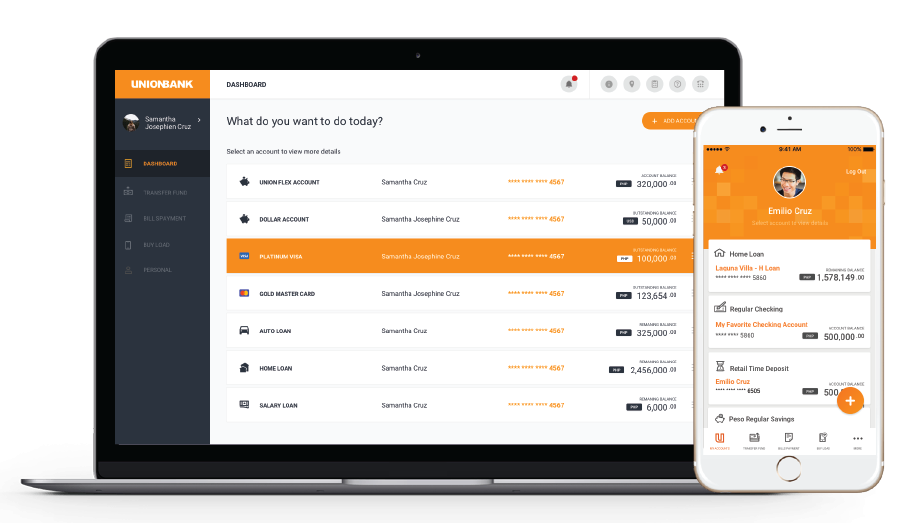 UNIONBANK
DASHBOARD
Samantha
Josephien Cruz
DASHBOARD
TRANSFER FUND
BILLSPAYMENT
BUY LOAD
PERSONAL
What do you want to do today?
+ ADD ACCOU
Select an account to view more details
UNION FLEX ACCOUNT Samantha Cruz **** **** **** 4567 ACCOUNT BALANCE PHP 320,000.00
DOLLAR ACCOUNT Samantha Josephine Cruz **** **** **** 4567 OUTSTANDING BALANCE US$ 50,000.00
VISA PLATINUM VISA Samantha Josephine Cruz **** **** **** 4567 OUTSTANDING BALANCE PHP 100,000.00
GOLD MASTER CARD Samantha Josephine Cruz **** **** **** 4567 OUTSTANDING BALANCE PHP 123,654.00
AUTO LOAN Samantha Cruz **** **** **** 4567 REMAINING BALANCE PHP 325,000.00
HOME LOAN Samantha Cruz **** **** **** 4567 REMAINING BALANCE PHP 2,456,000.00
SALARY LOAN Samantha Cruz **** **** **** 4567 REMAINING BALANCE PHP 6,000.00
9:41 AM 100%
Log Out
Emilio Cruz
Select account to view details
Home Loan
Laguna Villa - H Loan REMAINING BALANCE
**** **** **** 5860 PHP 1,578,149.00
Regular Checking
My Favorite Checking Account ACCOUNT BALANCE
**** **** 5860 PHP 500,000.00
Retail Time Deposit
Emilio Cruz ACCOUNT BALANCE
**** **** **** 6505 PHP 500,
+
Peso Regular Savings
MY ACCOUNTS TRANSFER FUND BILLSPAYMENT BUY LOAD MORE